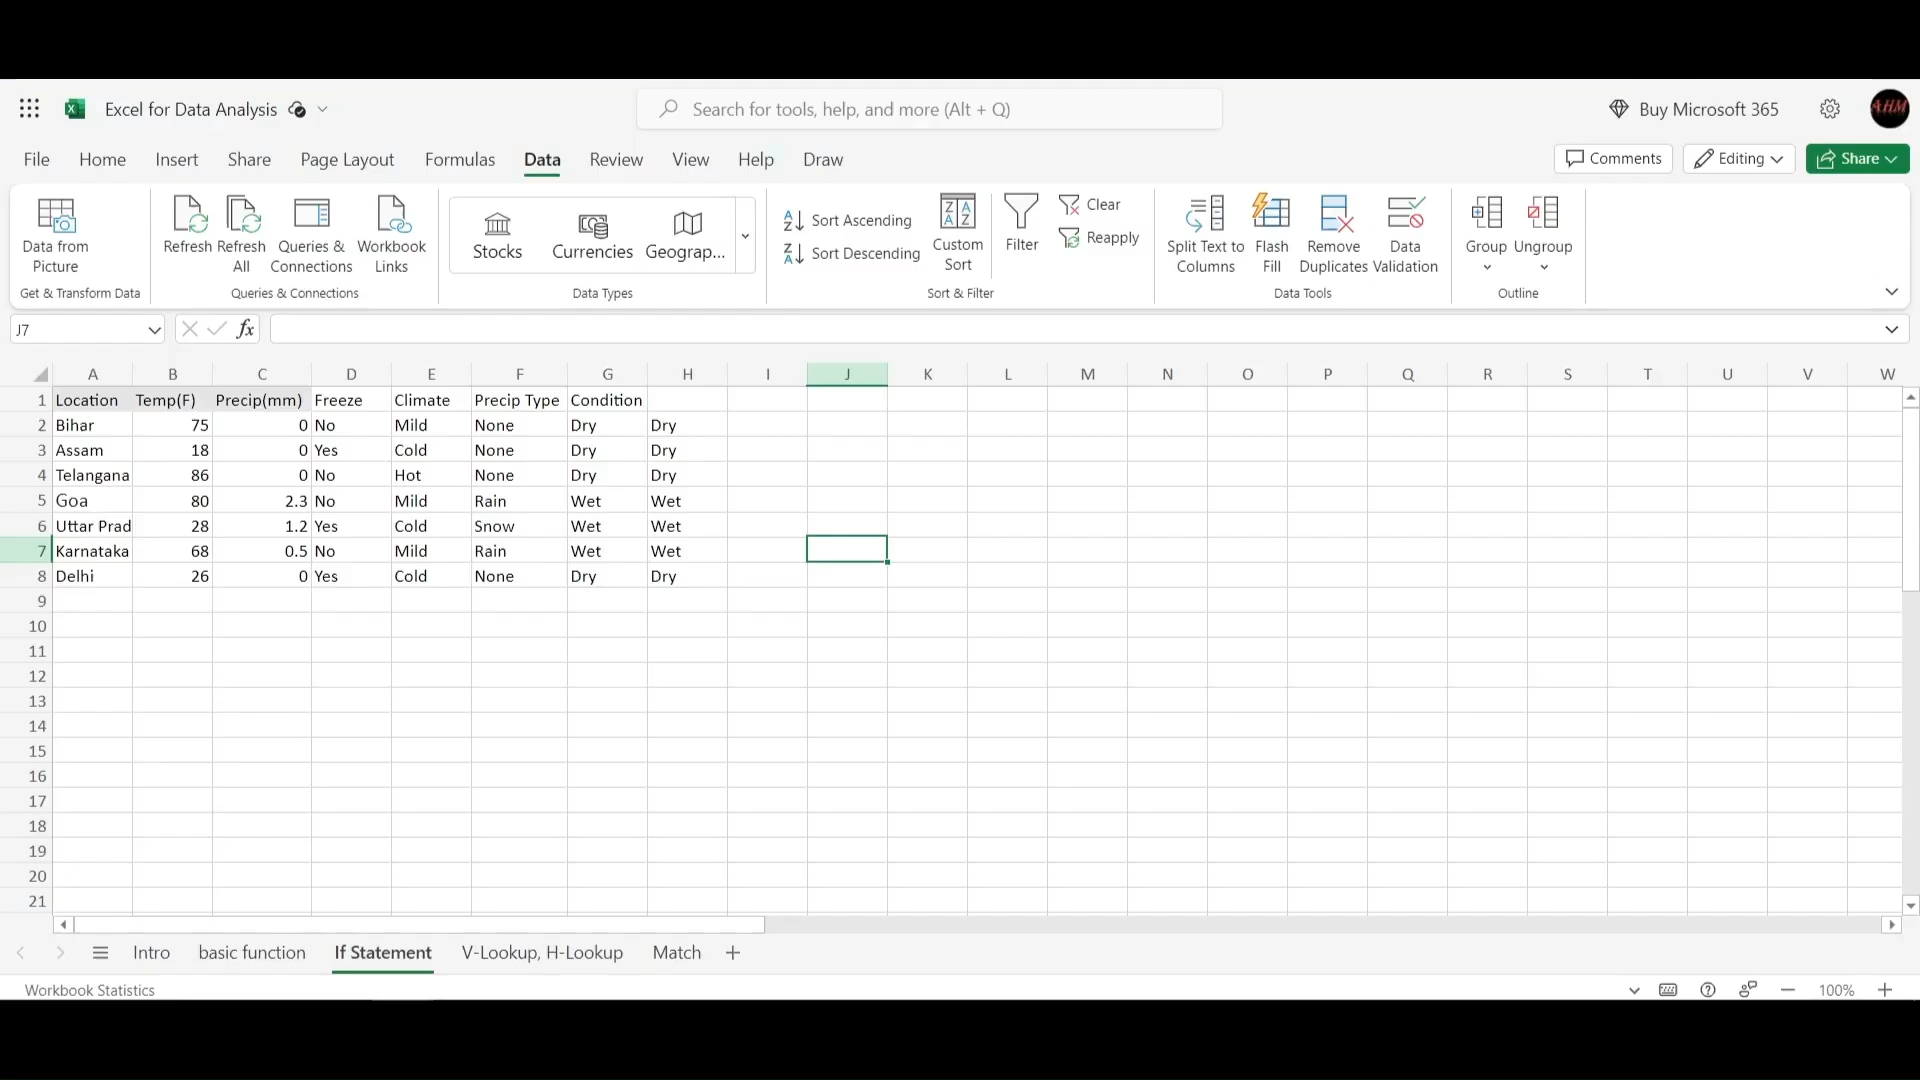 Excel for Data Analysis
Search for tools, help, and more (Alt + Q)
Buy Microsoft 365
AHM
File Home Insert Share Page Layout Formulas Data Review View Help Draw
Comments Editing Share
Data from Picture
Refresh
Refresh All
Queries & Connections
Workbook Links
Stocks
Currencies
Geograp...
Sort Ascending
Sort Descending
Custom Sort
Filter
Clear
Reapply
Split Text to Columns
Flash Fill
Remove Duplicates
Data Validation
Group
Ungroup
Get & Transform Data
Queries & Connections
Data Types
Sort & Filter
Data Tools
Outline
J7
fx
A B C D E F G H I J K L M N O P Q R S T U V W
1 Location Temp(F) Precip(mm) Freeze Climate Precip Type Condition
2 Bihar 75 0 No Mild None Dry Dry
3 Assam 18 0 Yes Cold None Dry Dry
4 Telangana 86 0 No Hot None Dry Dry
5 Goa 80 2.3 No Mild Rain Wet Wet
6 Uttar Prad 28 1.2 Yes Cold Snow Wet Wet
7 Karnataka 68 0.5 No Mild Rain Wet Wet
8 Delhi 26 0 Yes Cold None Dry Dry
9
10
11
12
13
14
15
16
17
18
19
20
21
Intro basic function If Statement V-Lookup, H-Lookup Match
Workbook Statistics
100%